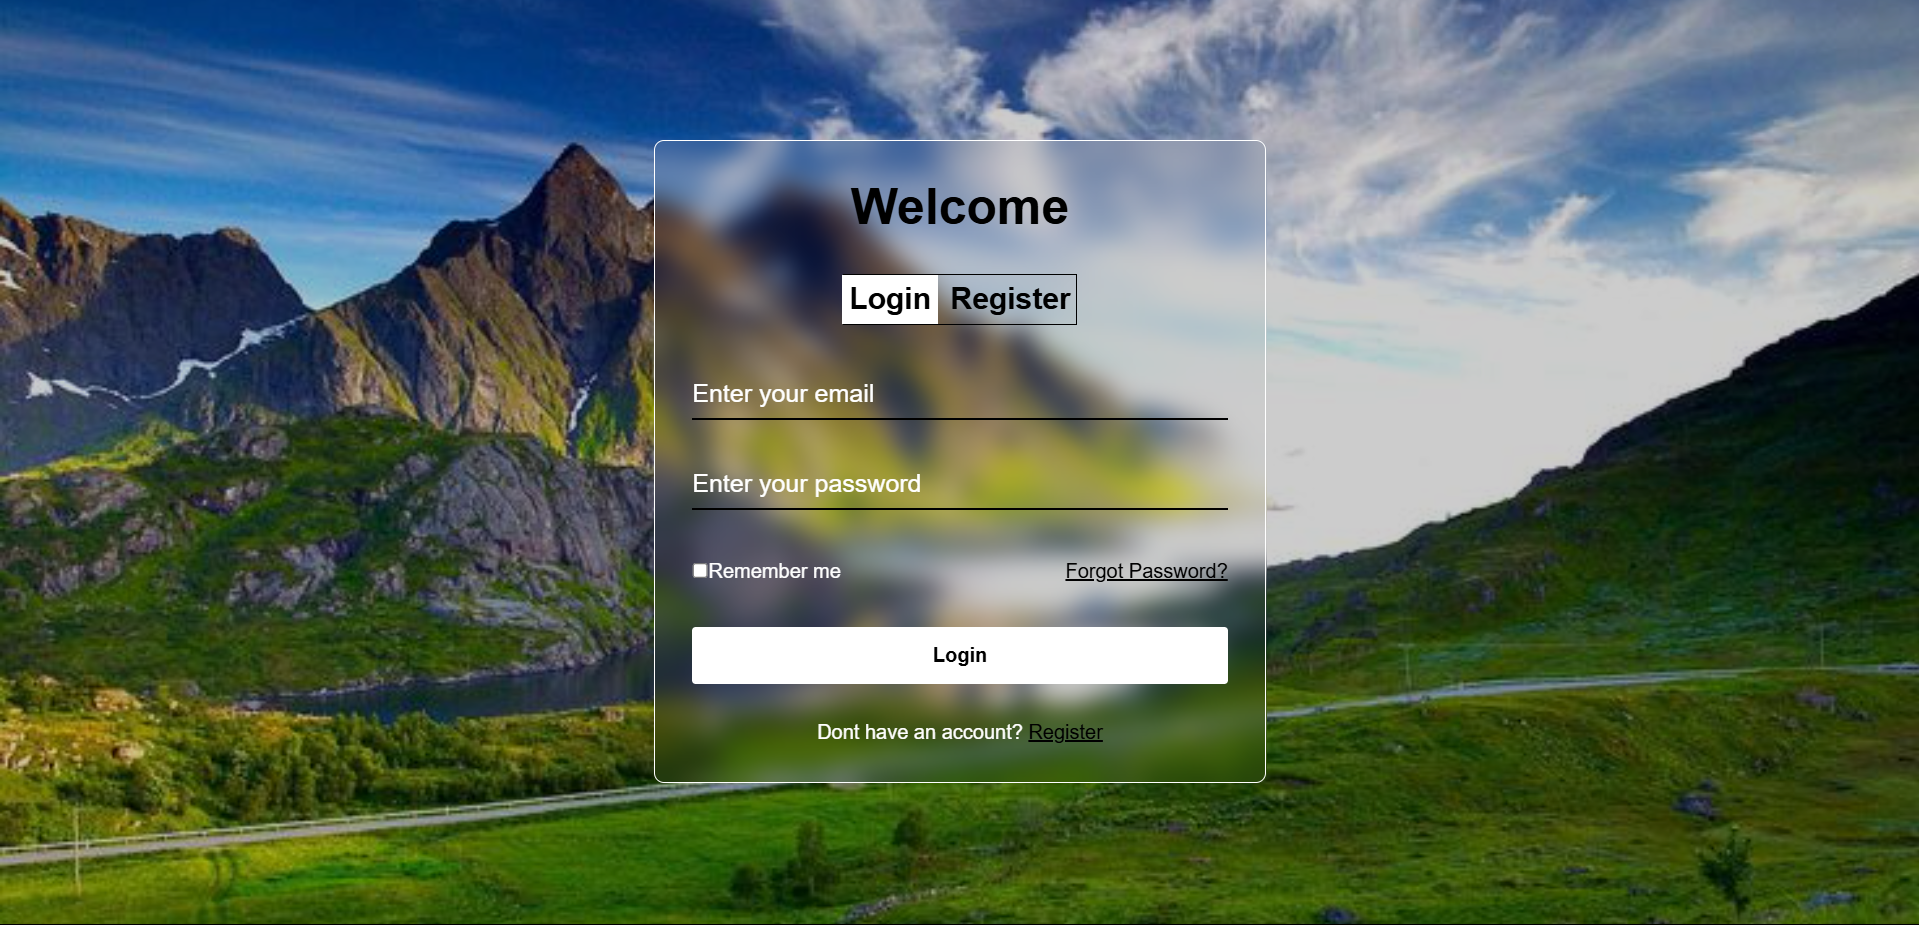 Welcome
Login Register
Enter your email
Enter your password
Remember me Forgot Password?
Login
Dont have an account? Register